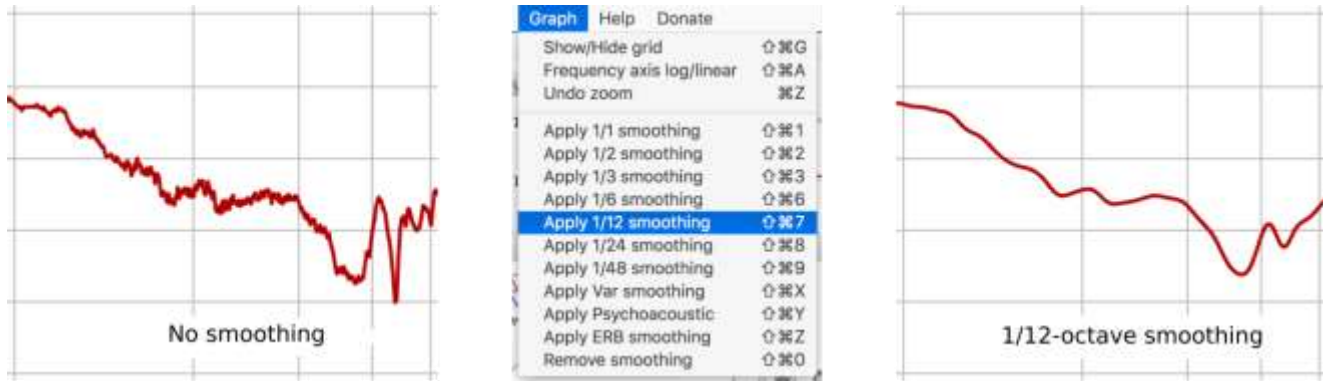 No smoothing
Graph Help Donate
Show/Hide grid ⇧⌘G
Frequency axis log/linear ⇧⌘A
Undo zoom ⌘Z
Apply 1/1 smoothing ⇧⌘1
Apply 1/2 smoothing ⇧⌘2
Apply 1/3 smoothing ⇧⌘3
Apply 1/6 smoothing ⇧⌘6
Apply 1/12 smoothing ⇧⌘7
Apply 1/24 smoothing ⇧⌘8
Apply 1/48 smoothing ⇧⌘9
Apply Var smoothing ⇧⌘X
Apply Psychoacoustic ⇧⌘Y
Apply ERB smoothing ⇧⌘Z
Remove smoothing ⇧⌘0
1/12-octave smoothing